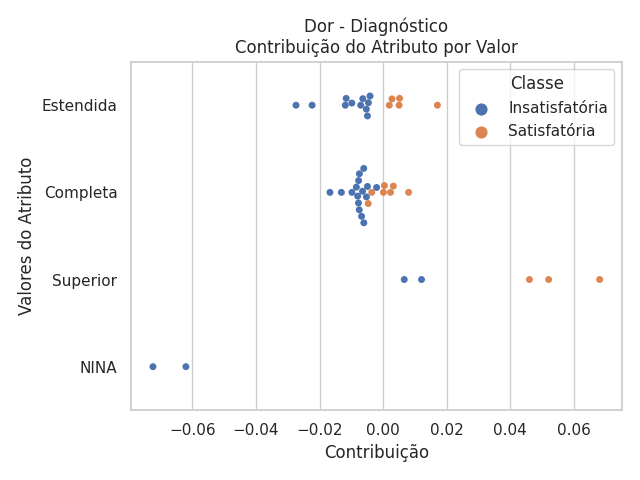 Dor - Diagnóstico
Contribuição do Atributo por Valor
Classe
Insatisfatória
Satisfatória
Valores do Atributo
Estendida
Completa
Superior
NINA
−0.06 −0.04 −0.02 0.00 0.02 0.04 0.06
Contribuição